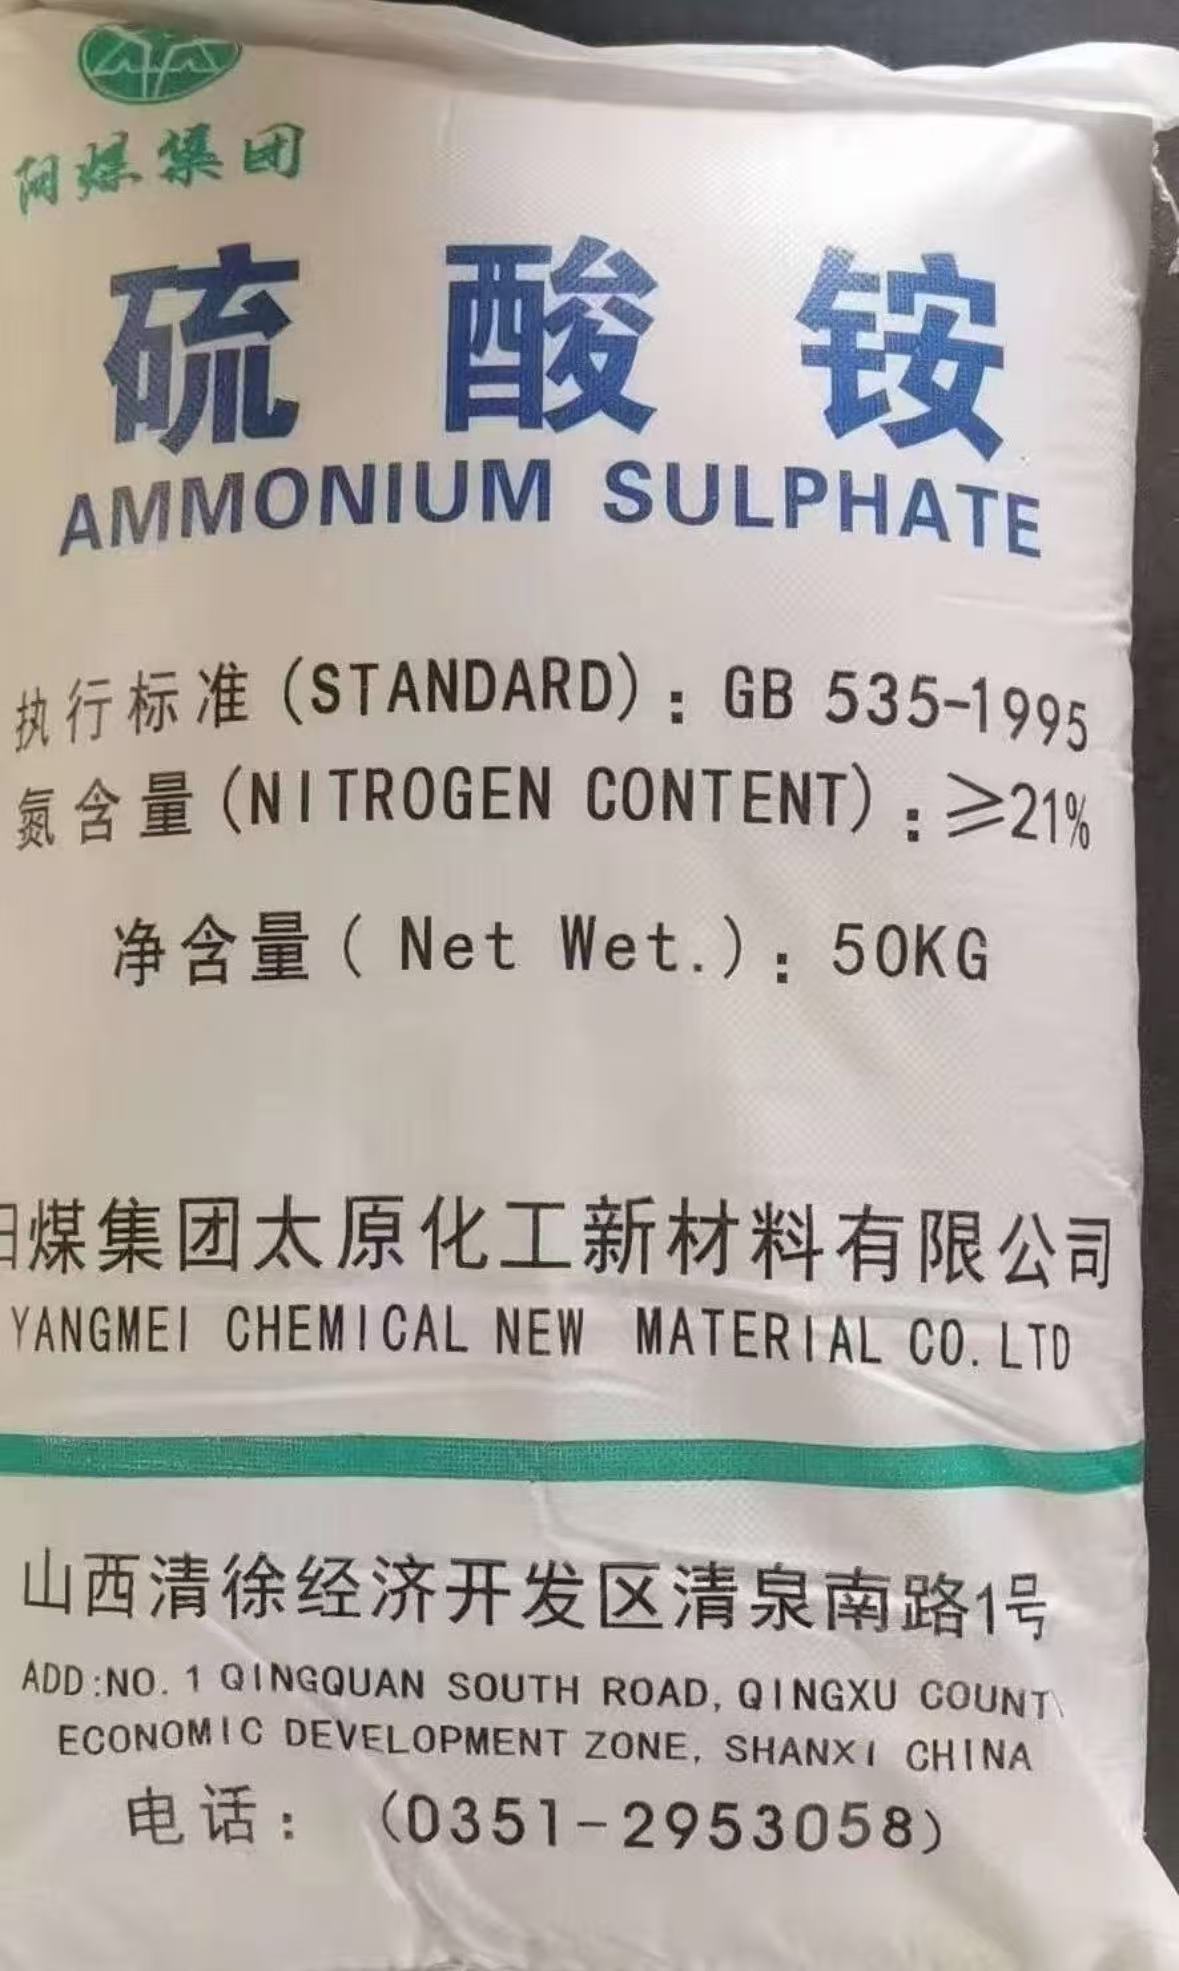 阳煤集团
硫酸铵
AMMONIUM SULPHATE
执行标准(STANDARD):GB 535-1995
氮含量(NITROGEN CONTENT):≥21%
净含量(Net Wet.):50KG
阳煤集团太原化工新材料有限公司
YANGMEI CHEMICAL NEW MATERIAL CO.LTD
山西清徐经济开发区清泉南路1号
ADD:NO.1 QINGQUAN SOUTH ROAD,QINGXU COUNTY
ECONOMIC DEVELOPMENT ZONE, SHANXI CHINA
电话:(0351-2953058)